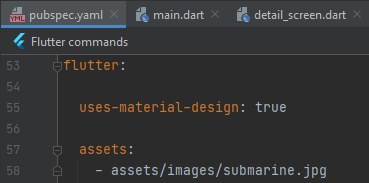 pubspec.yaml main.dart detail_screen.dart
Flutter commands
53 flutter:
54
55 uses-material-design: true
56
57 assets:
58 - assets/images/submarine.jpg